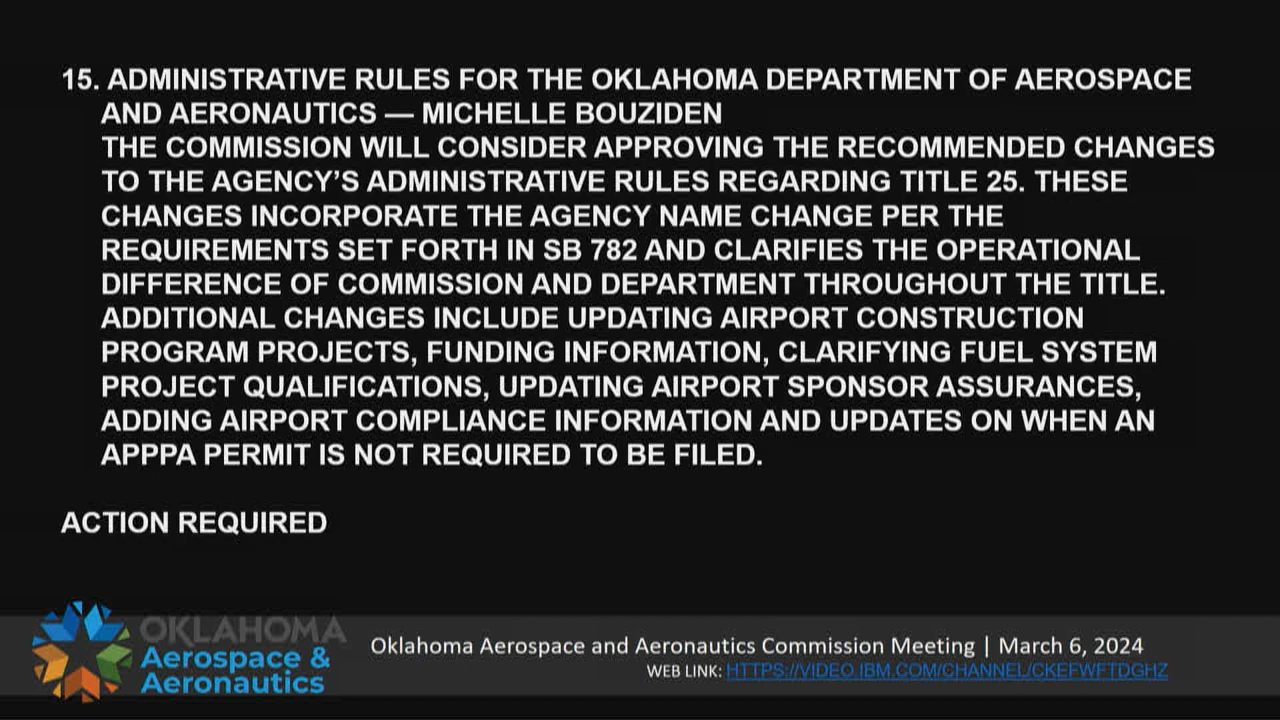 15. ADMINISTRATIVE RULES FOR THE OKLAHOMA DEPARTMENT OF AEROSPACE
AND AERONAUTICS — MICHELLE BOUZIDEN
THE COMMISSION WILL CONSIDER APPROVING THE RECOMMENDED CHANGES
TO THE AGENCY'S ADMINISTRATIVE RULES REGARDING TITLE 25. THESE
CHANGES INCORPORATE THE AGENCY NAME CHANGE PER THE
REQUIREMENTS SET FORTH IN SB 782 AND CLARIFIES THE OPERATIONAL
DIFFERENCE OF COMMISSION AND DEPARTMENT THROUGHOUT THE TITLE.
ADDITIONAL CHANGES INCLUDE UPDATING AIRPORT CONSTRUCTION
PROGRAM PROJECTS, FUNDING INFORMATION, CLARIFYING FUEL SYSTEM
PROJECT QUALIFICATIONS, UPDATING AIRPORT SPONSOR ASSURANCES,
ADDING AIRPORT COMPLIANCE INFORMATION AND UPDATES ON WHEN AN
APPPA PERMIT IS NOT REQUIRED TO BE FILED.
ACTION REQUIRED
OKLAHOMA
Aerospace &
Aeronautics
Oklahoma Aerospace and Aeronautics Commission Meeting | March 6, 2024
WEB LINK: HTTPS://VIDEO.IBM.COM/CHANNEL/CKEFWFTDGHZ